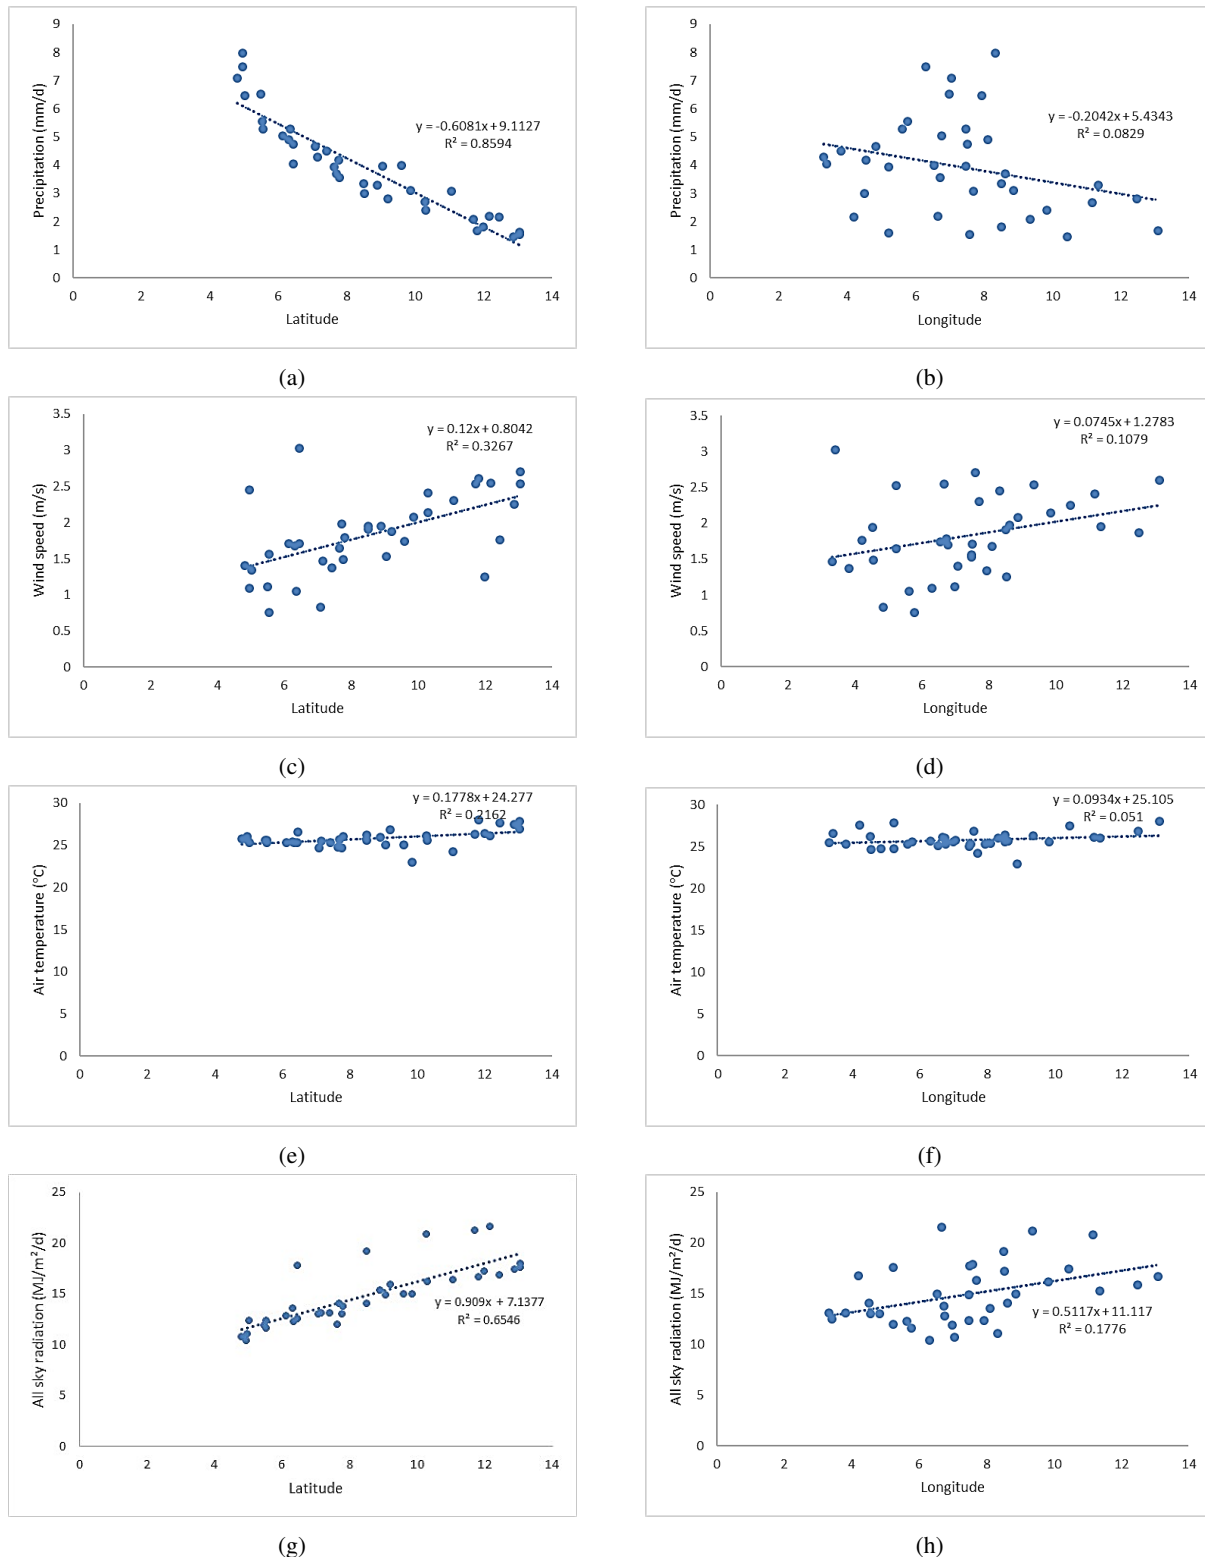 9
8
7
6
5
4
3
2
1
0
Precipitation (mm/d)
y = -0.6081x + 9.1127
R² = 0.8594
0 2 4 6 8 10 12 14
Latitude
(a)
9
8
7
6
5
4
3
2
1
0
Precipitation (mm/d)
y = -0.2042x + 5.4343
R² = 0.0829
0 2 4 6 8 10 12 14
Longitude
(b)
3.5
3
2.5
2
1.5
1
0.5
0
Wind speed (m/s)
y = 0.12x + 0.8042
R² = 0.3267
0 2 4 6 8 10 12 14
Latitude
(c)
3.5
3
2.5
2
1.5
1
0.5
0
Wind speed (m/s)
y = 0.0745x + 1.2783
R² = 0.1079
0 2 4 6 8 10 12 14
Longitude
(d)
30
25
20
15
10
5
0
Air temperature (°C)
y = 0.1778x + 24.277
R² = 0.2162
0 2 4 6 8 10 12 14
Latitude
(e)
30
25
20
15
10
5
0
Air temperature (°C)
y = 0.0934x + 25.105
R² = 0.051
0 2 4 6 8 10 12 14
Longitude
(f)
25
20
15
10
5
0
All sky radiation (MJ/m²/d)
y = 0.909x + 7.1377
R² = 0.6546
0 2 4 6 8 10 12 14
Latitude
(g)
25
20
15
10
5
0
All sky radiation (MJ/m²/d)
y = 0.5117x + 11.117
R² = 0.1776
0 2 4 6 8 10 12 14
Longitude
(h)